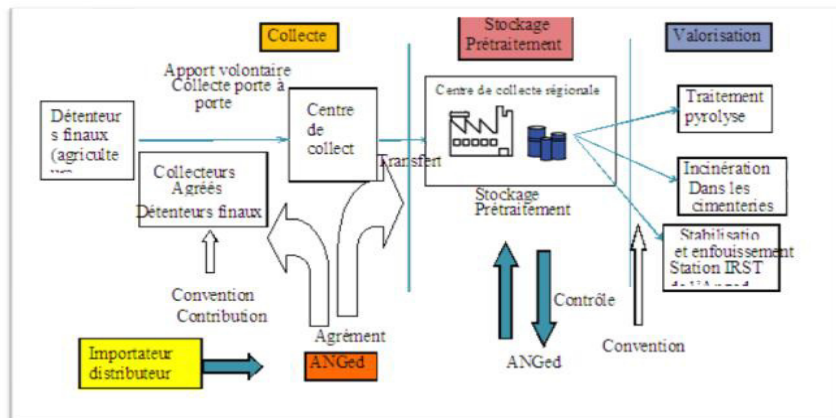 Collecte
Stockage
Prétraitement
Valorisation
Apport volontaire
Collecte porte à
porte
Détenteur
s finaux
(agriculte
Centre
de
collect
Transfert
Centre de collecte régionale
Traitement
pyrolyse
Collecteurs
Agréés
Détenteurs finaux
Stockage
Prétraitement
Incinération
Dans les
cimenteries
Stabilisatio
et enfouissement
Station IRST
de l'Anged
Convention
Contribution
Contrôle
Agrément
Importateur
distributeur
ANGed
ANGed
Convention